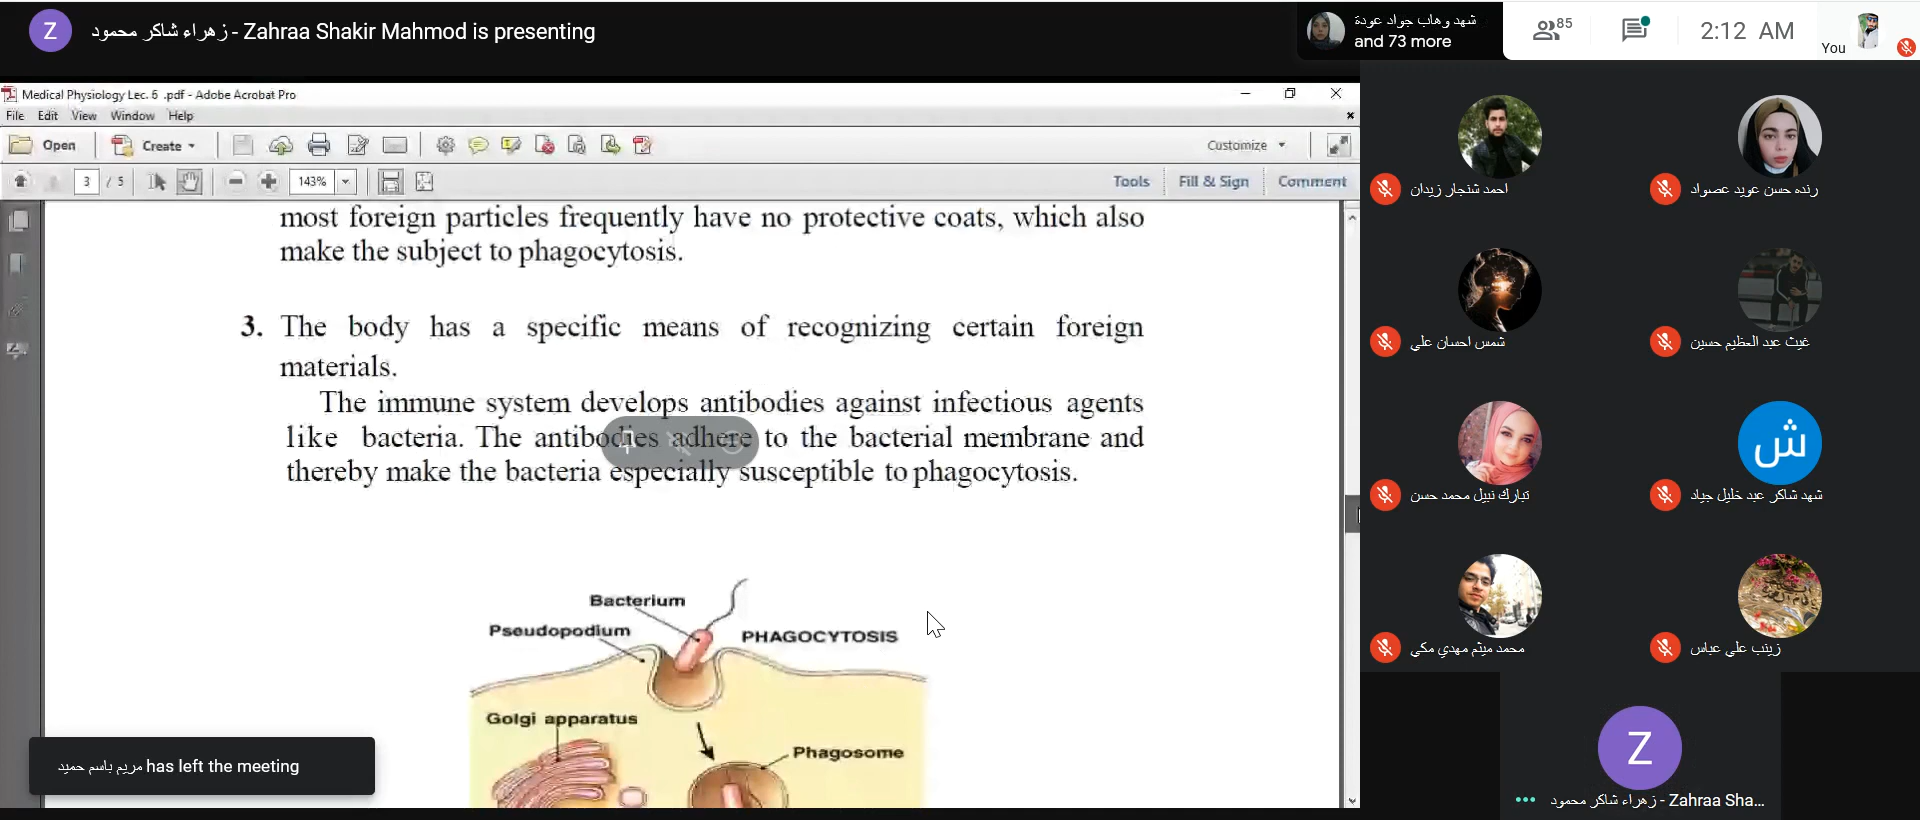 Z
زهراء شاكر محمود - Zahraa Shakir Mahmod is presenting
شهد وهاب جواد عودة
and 73 more
85
2:12 AM
You
Medical Physiology Lec. 6 .pdf - Adobe Acrobat Pro
File Edit View Window Help
Open
Create
Customize
3 / 5
143%
Tools
Fill & Sign
Comment
most foreign particles frequently have no protective coats, which also
make the subject to phagocytosis.
3. The body has a specific means of recognizing certain foreign
materials.
The immune system develops antibodies against infectious agents
like bacteria. The antibodies adhere to the bacterial membrane and
thereby make the bacteria especially susceptible to phagocytosis.
Bacterium
Pseudopodium
PHAGOCYTOSIS
Golgi apparatus
Phagosome
مريم باسم حميد has left the meeting
احمد شنجار زيدان
رنده حسن عويد عصواد
شمس احسان علي
غيث عبد العظيم حسين
تبارك نبيل محمد حسن
ش
شهد شاكر عبد خليل جياد
محمد ميثم مهدي مكي
زينب علي عباس
Z
زهراء شاكر محمود - Zahraa Sha...